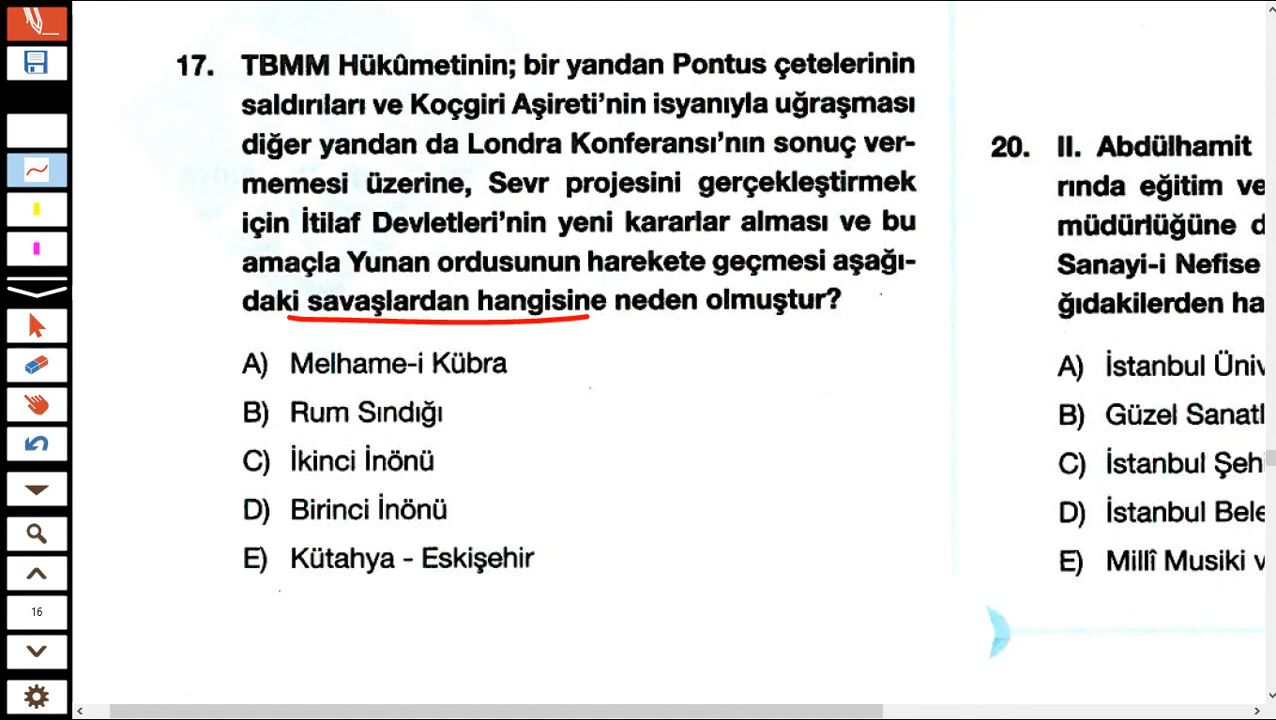 17. TBMM Hükûmetinin; bir yandan Pontus çetelerinin
saldırıları ve Koçgiri Aşireti’nin isyanıyla uğraşması
diğer yandan da Londra Konferansı’nın sonuç ver-
memesi üzerine, Sevr projesini gerçekleştirmek
için İtilaf Devletleri’nin yeni kararlar alması ve bu
amaçla Yunan ordusunun harekete geçmesi aşağı-
daki savaşlardan hangisine neden olmuştur?
A) Melhame-i Kübra
B) Rum Sındığı
C) İkinci İnönü
D) Birinci İnönü
E) Kütahya - Eskişehir
20. II. Abdülhamit
rında eğitim ve
müdürlüğüne d
Sanayi-i Nefise
ğıdakilerden ha
A) İstanbul Üniv
B) Güzel Sanatl
C) İstanbul Şehi
D) İstanbul Bele
E) Millî Musiki v
16